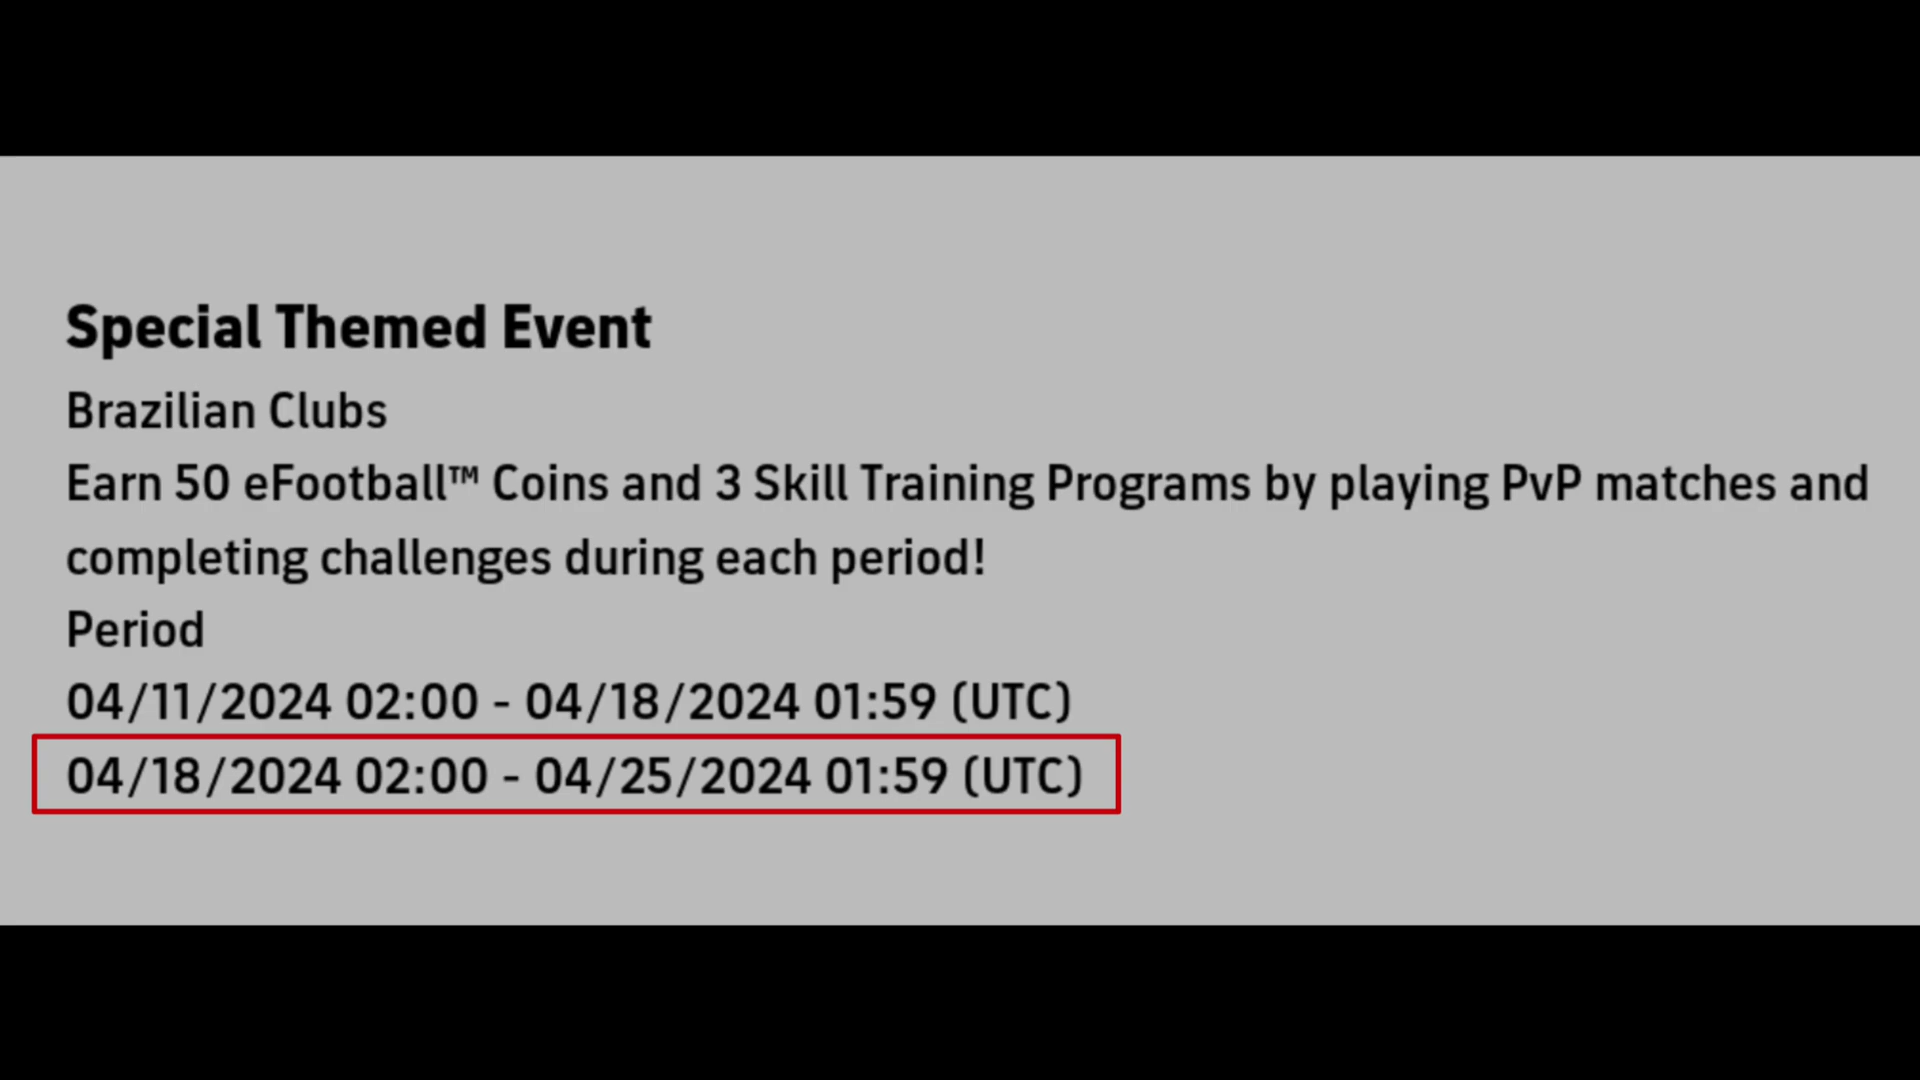 Special Themed Event
Brazilian Clubs
Earn 50 eFootball™ Coins and 3 Skill Training Programs by playing PvP matches and
completing challenges during each period!
Period
04/11/2024 02:00 - 04/18/2024 01:59 (UTC)
04/18/2024 02:00 - 04/25/2024 01:59 (UTC)